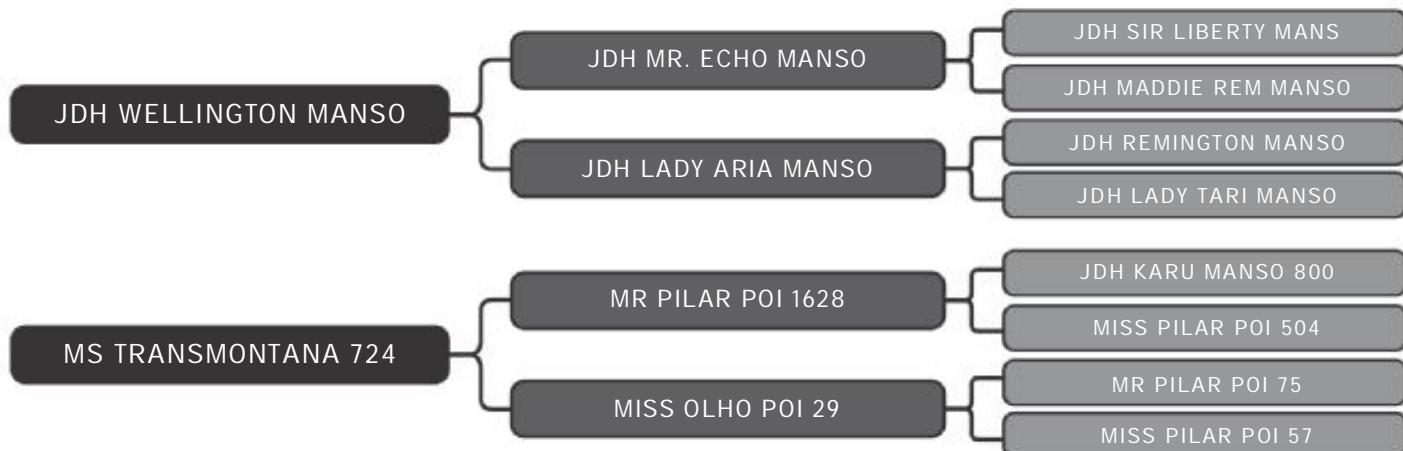 JDH SIR LIBERTY MANS
JDH MR. ECHO MANSO
JDH MADDIE REM MANSO
JDH WELLINGTON MANSO
JDH REMINGTON MANSO
JDH LADY ARIA MANSO
JDH LADY TARI MANSO
JDH KARU MANSO 800
MR PILAR POI 1628
MISS PILAR POI 504
MS TRANSMONTANA 724
MR PILAR POI 75
MISS OLHO POI 29
MISS PILAR POI 57